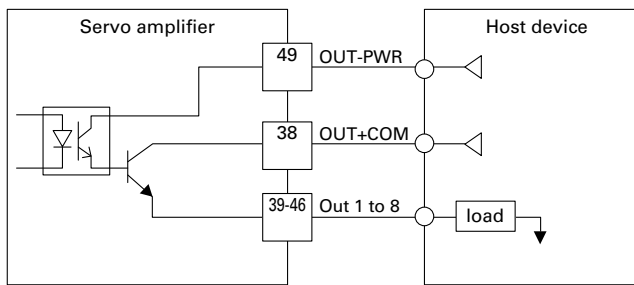 Servo amplifier
Host device
49 OUT-PWR
38 OUT+COM
39-46 Out 1 to 8
load